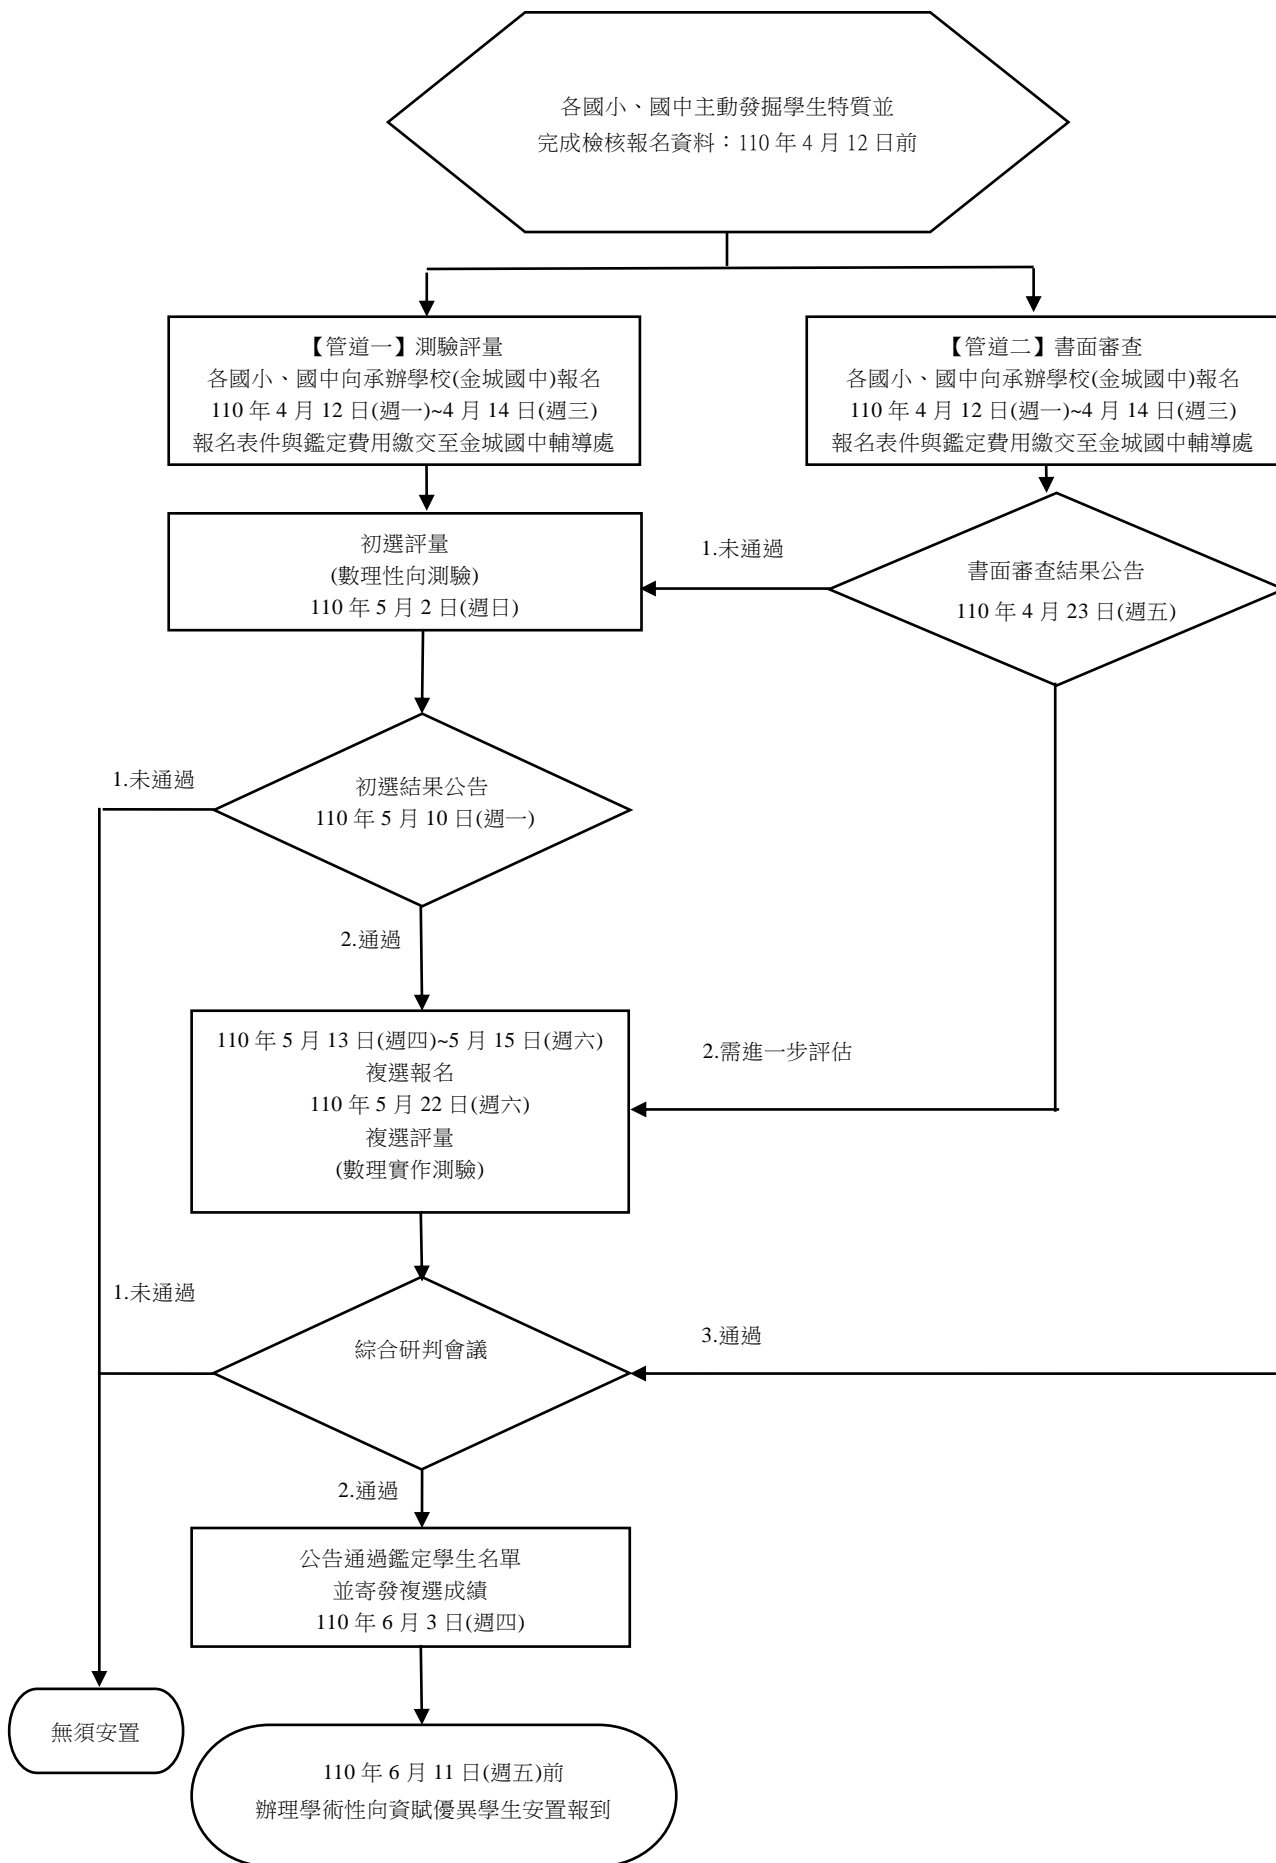 各國小、國中主動發掘學生特質並
完成檢核報名資料：110 年 4 月 12 日前
【管道一】測驗評量
各國小、國中向承辦學校(金城國中)報名
110 年 4 月 12 日(週一)~4 月 14 日(週三)
報名表件與鑑定費用繳交至金城國中輔導處
【管道二】書面審查
各國小、國中向承辦學校(金城國中)報名
110 年 4 月 12 日(週一)~4 月 14 日(週三)
報名表件與鑑定費用繳交至金城國中輔導處
初選評量
(數理性向測驗)
110 年 5 月 2 日(週日)
1.未通過
書面審查結果公告
110 年 4 月 23 日(週五)
1.未通過
初選結果公告
110 年 5 月 10 日(週一)
2.通過
110 年 5 月 13 日(週四)~5 月 15 日(週六)
複選報名
110 年 5 月 22 日(週六)
複選評量
(數理實作測驗)
2.需進一步評估
1.未通過
綜合研判會議
3.通過
2.通過
公告通過鑑定學生名單
並寄發複選成績
110 年 6 月 3 日(週四)
無須安置
110 年 6 月 11 日(週五)前
辦理學術性向資賦優異學生安置報到